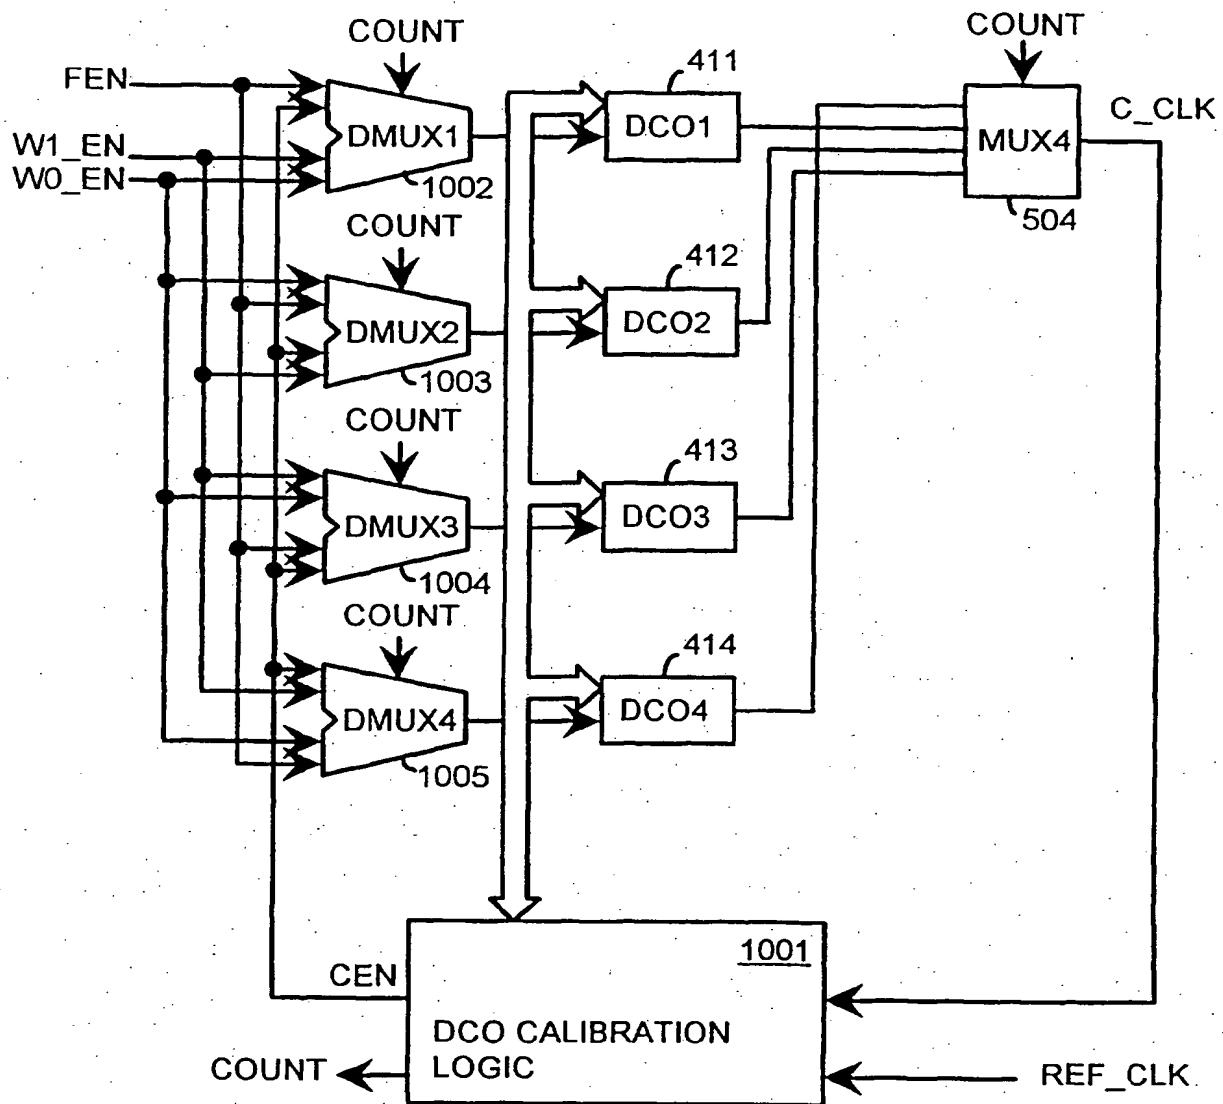 COUNT
COUNT
FEN
411
DMUX1
DCO1
MUX4
C_CLK
W1_EN
W0_EN
1002
504
COUNT
412
DMUX2
DCO2
1003
COUNT
413
DMUX3
DCO3
1004
COUNT
414
DMUX4
DCO4
1005
1001
CEN
DCO CALIBRATION
LOGIC
COUNT
REF_CLK